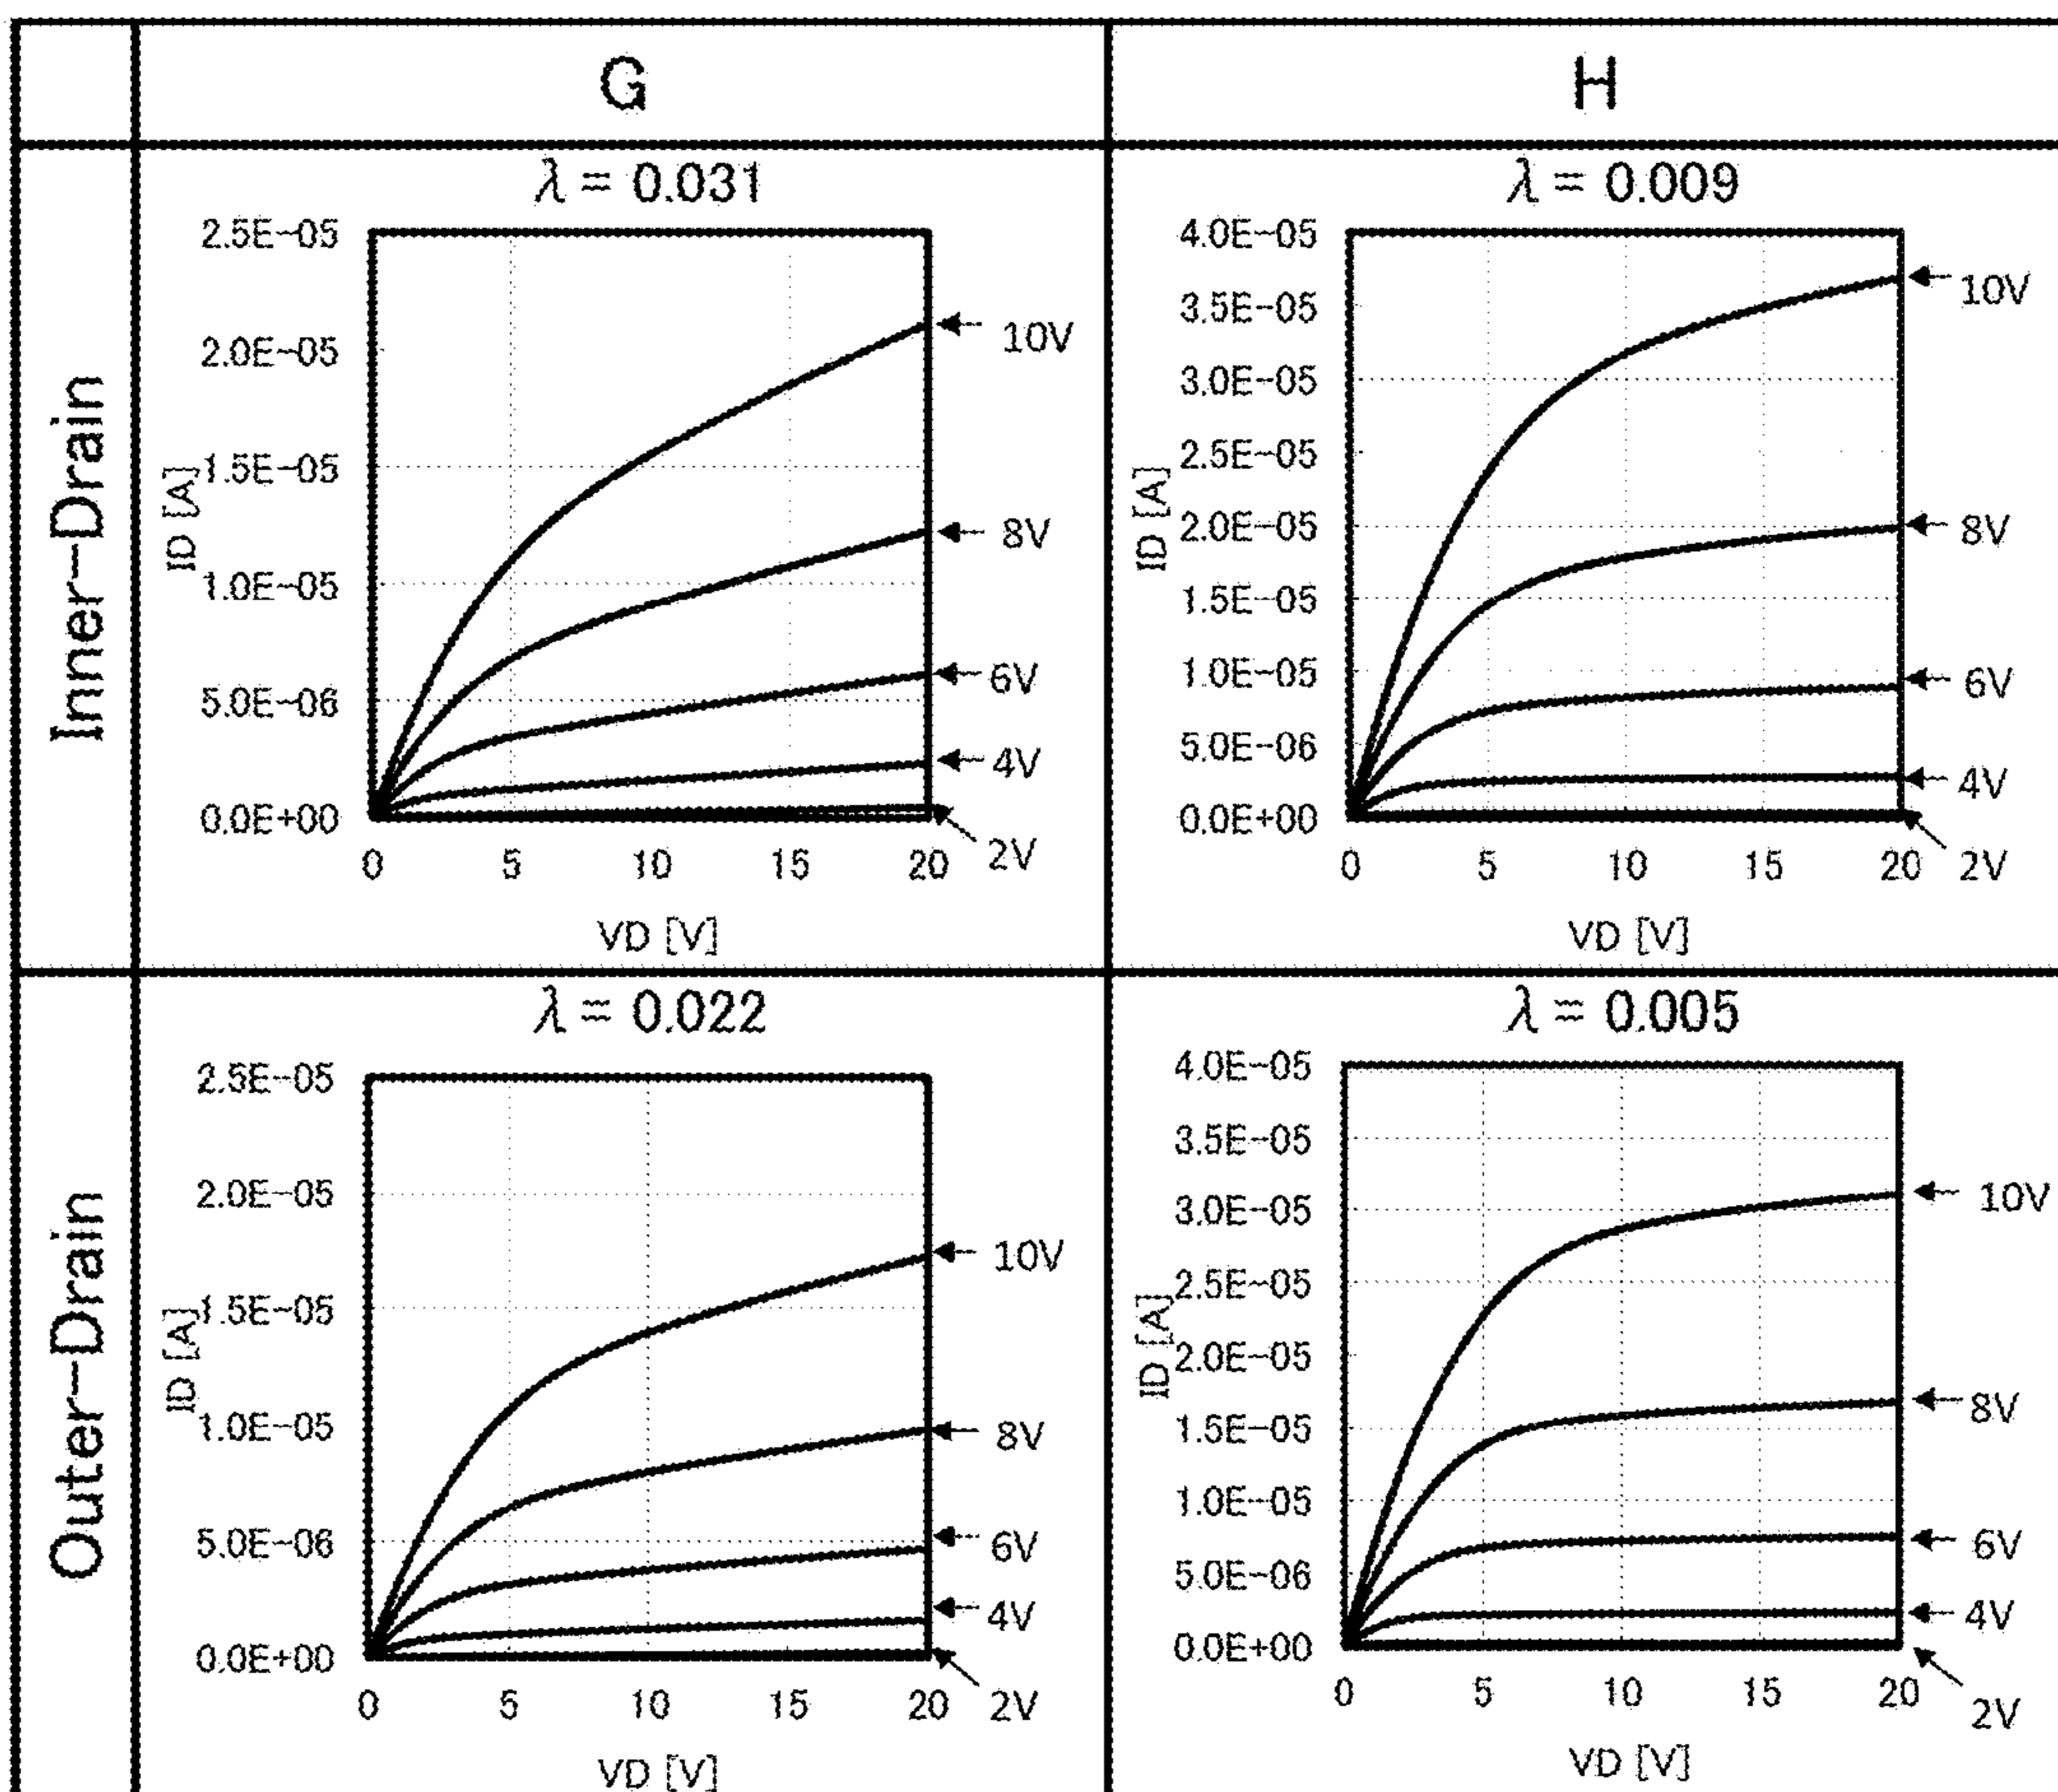 G
H
Inner-Drain
λ = 0.031
2.5E-05
2.0E-05
1.5E-05
1.0E-05
5.0E-06
0.0E+00
ID [A]
0 5 10 15 20
VD [V]
10V
8V
6V
4V
2V
λ = 0.009
4.0E-05
3.5E-05
3.0E-05
2.5E-05
2.0E-05
1.5E-05
1.0E-05
5.0E-06
0.0E+00
ID [A]
0 5 10 15 20
VD [V]
10V
8V
6V
4V
2V
Outer-Drain
λ = 0.022
2.5E-05
2.0E-05
1.5E-05
1.0E-05
5.0E-06
0.0E+00
ID [A]
0 5 10 15 20
VD [V]
10V
8V
6V
4V
2V
λ = 0.005
4.0E-05
3.5E-05
3.0E-05
2.5E-05
2.0E-05
1.5E-05
1.0E-05
5.0E-06
0.0E+00
ID [A]
0 5 10 15 20
VD [V]
10V
8V
6V
4V
2V